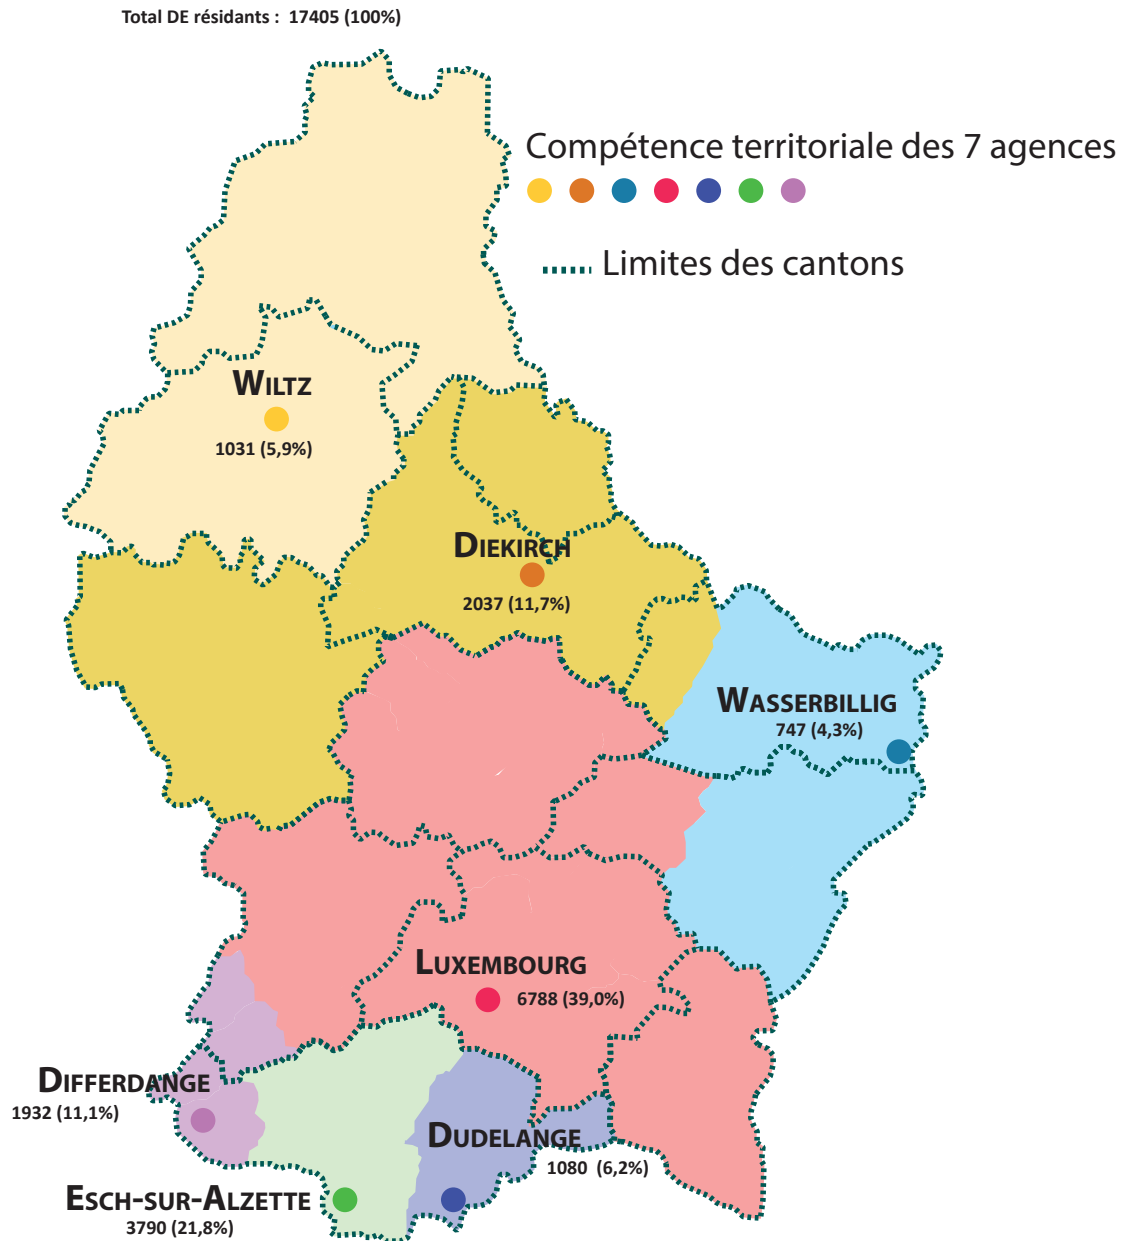 Total DE résidants : 17405 (100%)
Compétence territoriale des 7 agences
Limites des cantons
WILTZ
1031 (5,9%)
DIEKIRCH
2037 (11,7%)
WASSERBILLIG
747 (4,3%)
LUXEMBOURG
6788 (39,0%)
DIFFERDANGE
1932 (11,1%)
DUDELANGE
1080 (6,2%)
ESCH-SUR-ALZETTE
3790 (21,8%)